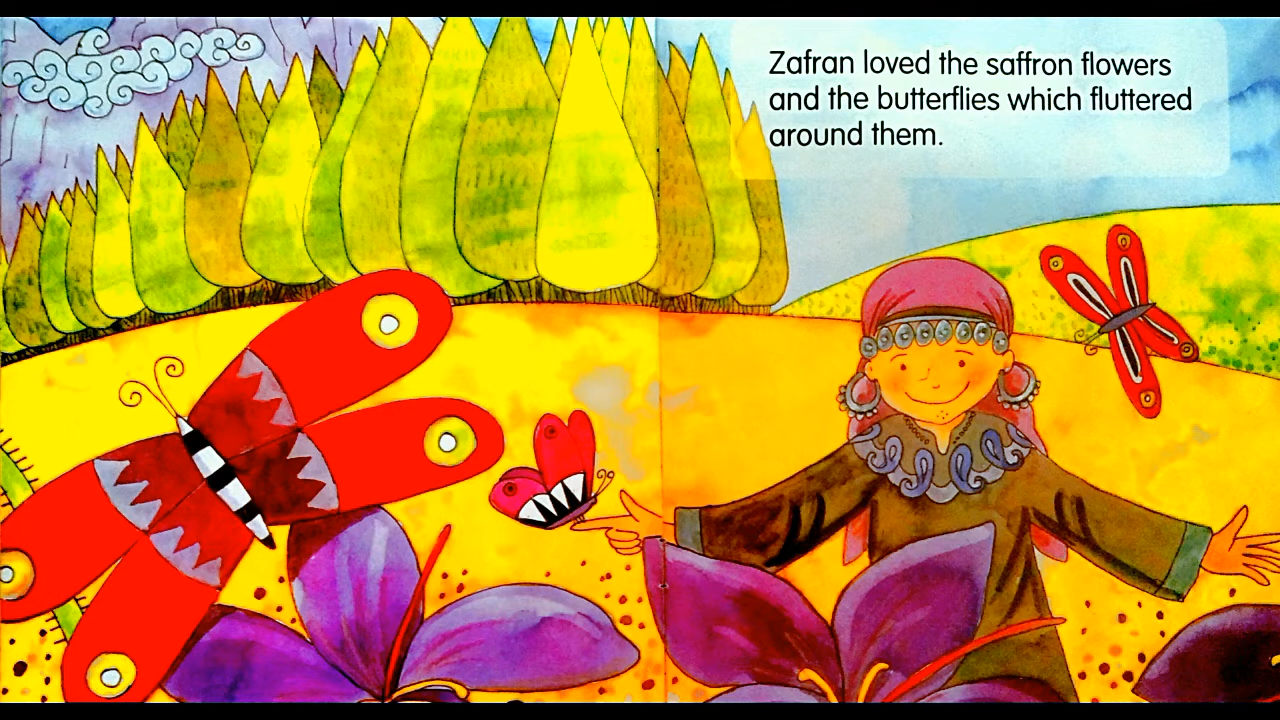 Zafran loved the saffron flowers
and the butterflies which fluttered
around them.